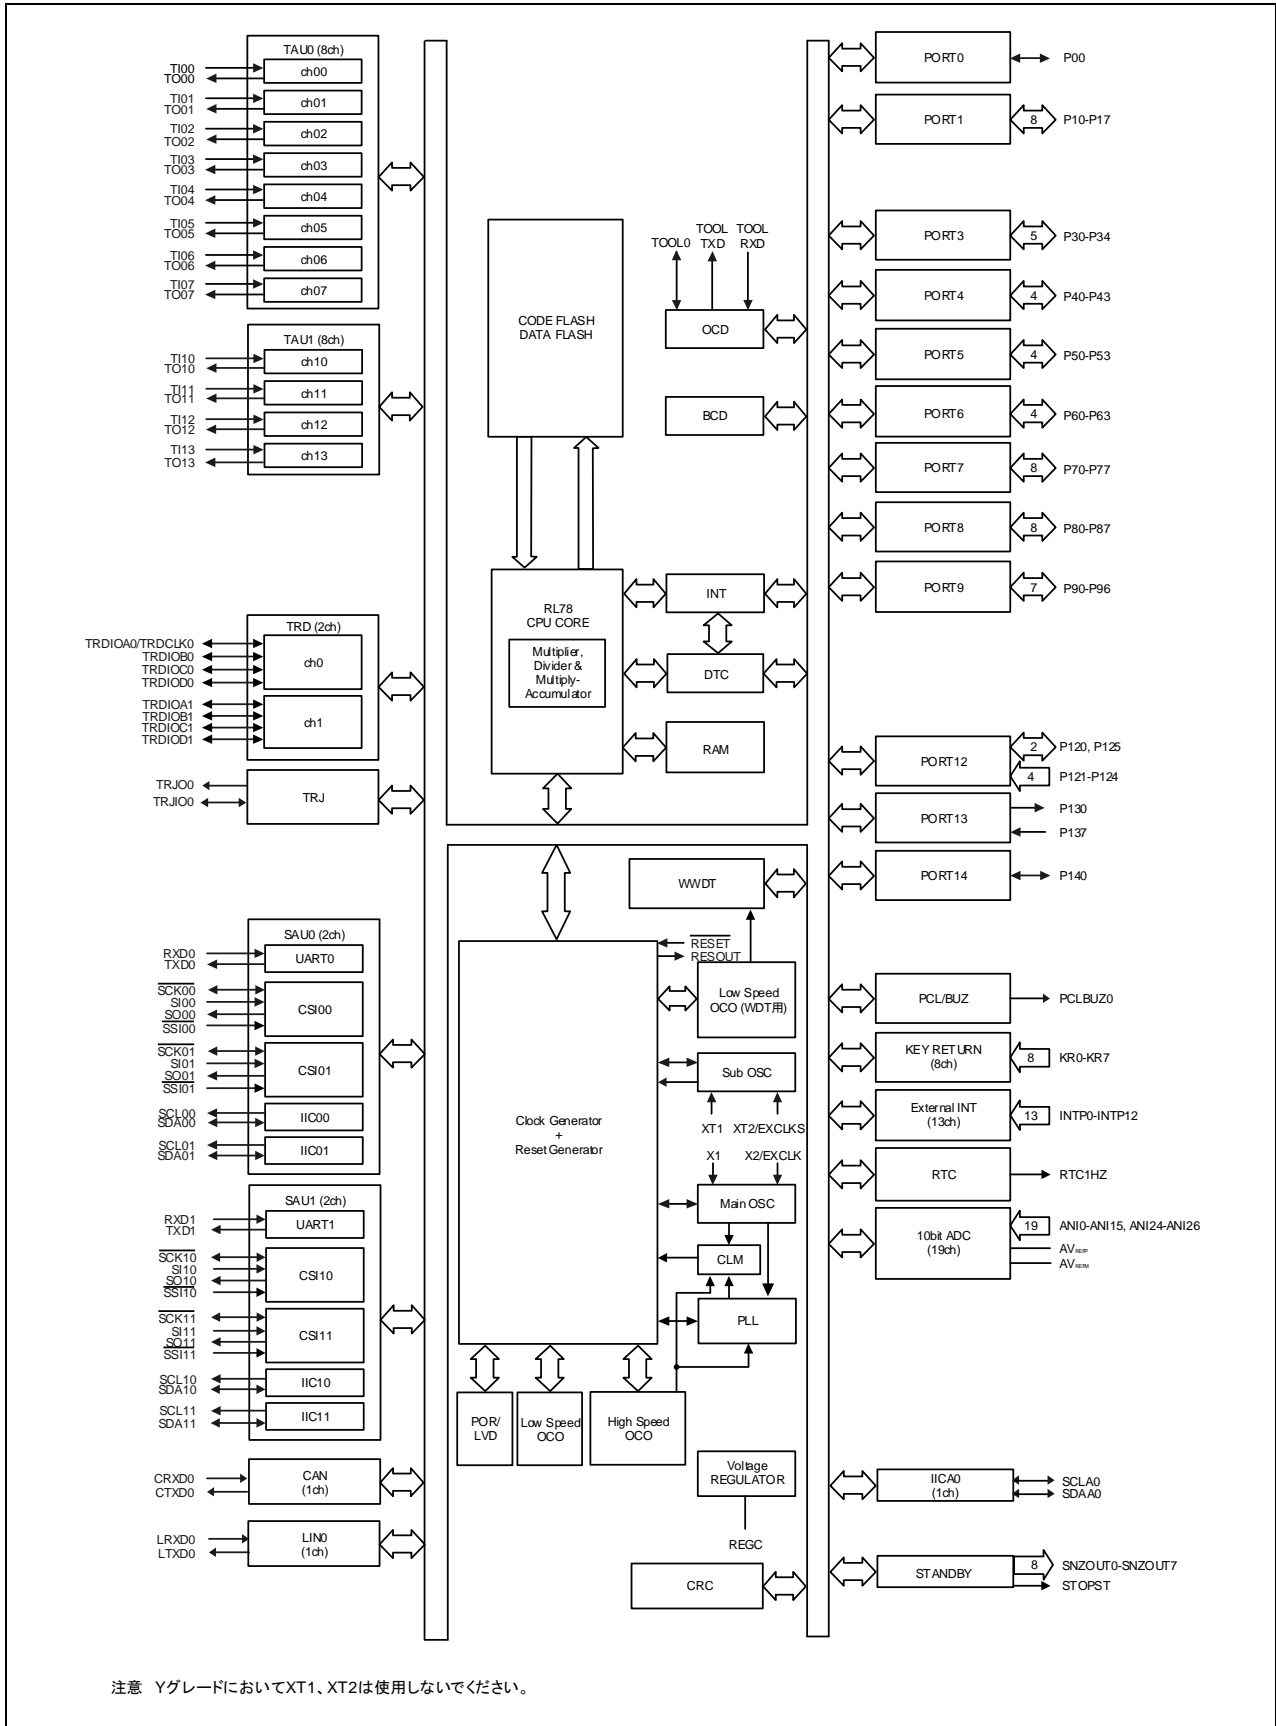 TAU0 (8ch)
TI00
TO00
ch00
TI01
TO01
ch01
TI02
TO02
ch02
TI03
TO03
ch03
TI04
TO04
ch04
TI05
TO05
ch05
TI06
TO06
ch06
TI07
TO07
ch07
TAU1 (8ch)
TI10
TO10
ch10
TI11
TO11
ch11
TI12
TO12
ch12
TI13
TO13
ch13
TRD (2ch)
TRDIOA0/TRDCLK0
TRDIOB0
TRDIOC0
TRDIOD0
ch0
TRDIOA1
TRDIOB1
TRDIOC1
TRDIOD1
ch1
TRJO0
TRJIO0
TRJ
SAU0 (2ch)
RXD0
TXD0
UART0
SCK00
SI00
SO00
SSI00
CSI00
SCK01
SI01
SO01
SSI01
CSI01
SCL00
SDA00
IIC00
SCL01
SDA01
IIC01
SAU1 (2ch)
RXD1
TXD1
UART1
SCK10
SI10
SO10
SSI10
CSI10
SCK11
SI11
SO11
SSI11
CSI11
SCL10
SDA10
IIC10
SCL11
SDA11
IIC11
CRXD0
CTXD0
CAN
(1ch)
LRXD0
LTXD0
LIN0
(1ch)
CODE FLASH
DATA FLASH
TOOL0
TOOL
TXD
TOOL
RXD
OCD
BCD
RL78
CPU CORE
Multiplier,
Divider &
Multiply-
Accumulator
INT
DTC
RAM
WWDT
RESET
RESOUT
Low Speed
OCO (WDT用)
Sub OSC
XT1
XT2/EXCLKS
X1
X2/EXCLK
Main OSC
CLM
PLL
Clock Generator
+
Reset Generator
POR/
LVD
Low Speed
OCO
High Speed
OCO
Voltage
REGULATOR
REGC
CRC
PORT0
P00
PORT1
8
P10-P17
PORT3
5
P30-P34
PORT4
4
P40-P43
PORT5
4
P50-P53
PORT6
4
P60-P63
PORT7
8
P70-P77
PORT8
8
P80-P87
PORT9
7
P90-P96
PORT12
2
P120, P125
4
P121-P124
PORT13
P130
P137
PORT14
P140
PCL/BUZ
PCLBUZ0
KEY RETURN
(8ch)
8
KR0-KR7
External INT
(13ch)
13
INTP0-INTP12
RTC
RTC1HZ
10bit ADC
(19ch)
19
ANI0-ANI15, ANI24-ANI26
AVREFP
AVREFM
IICA0
(1ch)
SCLA0
SDAA0
STANDBY
8
SNZOUT0-SNZOUT7
STOPST
注意 YグレードにおいてXT1、XT2は使用しないでください。